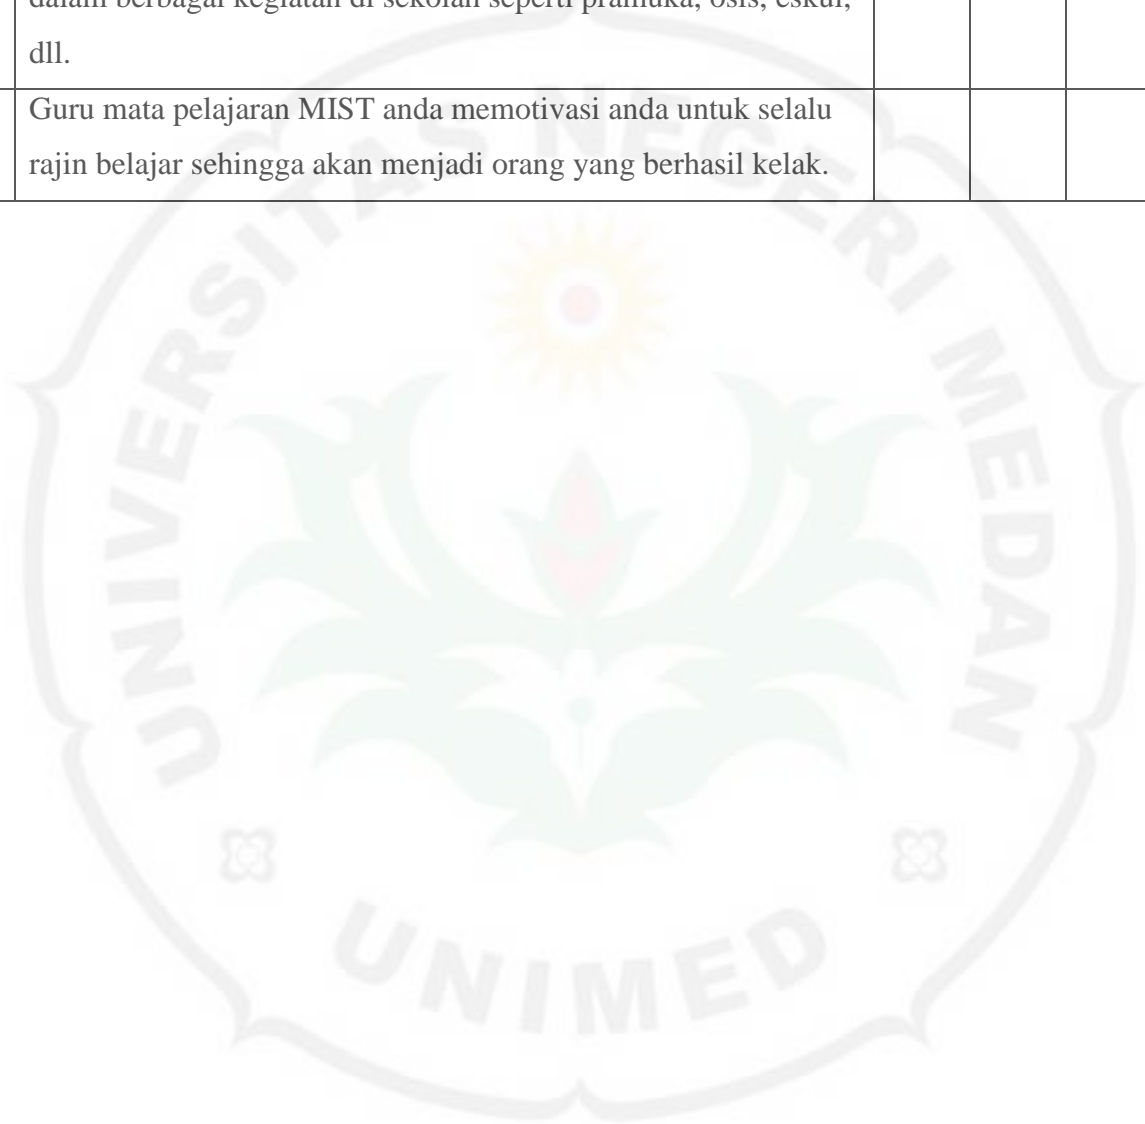 dalam berbagai kegiatan di sekolah seperti pramuka, osis, eskul,
dll.
Guru mata pelajaran MIST anda memotivasi anda untuk selalu
rajin belajar sehingga akan menjadi orang yang berhasil kelak.
UNIVERSITAS NEGERI MEDAN
UNIMED